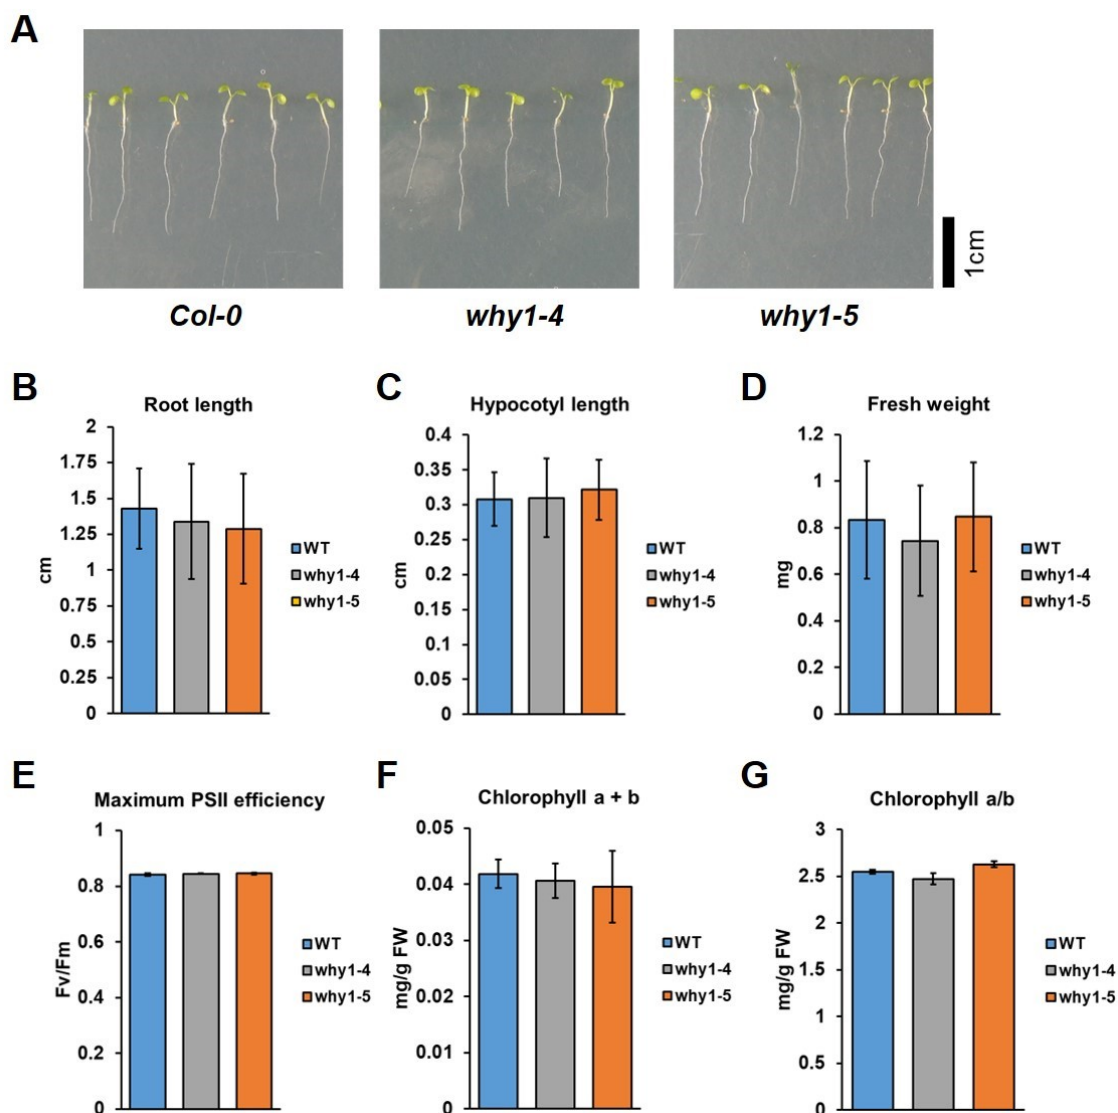 A
1cm
Col-0
why1-4
why1-5
B
Root length
2
1.75
1.5
1.25
1
0.75
0.5
0.25
0
cm
WT
why1-4
why1-5
C
Hypocotyl length
0.4
0.35
0.3
0.25
0.2
0.15
0.1
0.05
0
cm
WT
why1-4
why1-5
D
Fresh weight
1.2
1
0.8
0.6
0.4
0.2
0
mg
WT
why1-4
why1-5
E
Maximum PSII efficiency
1
0.8
0.6
0.4
0.2
0
Fv/Fm
WT
why1-4
why1-5
F
Chlorophyll a + b
0.05
0.04
0.03
0.02
0.01
0
mg/g FW
WT
why1-4
why1-5
G
Chlorophyll a/b
3
2.5
2
1.5
1
0.5
0
mg/g FW
WT
why1-4
why1-5